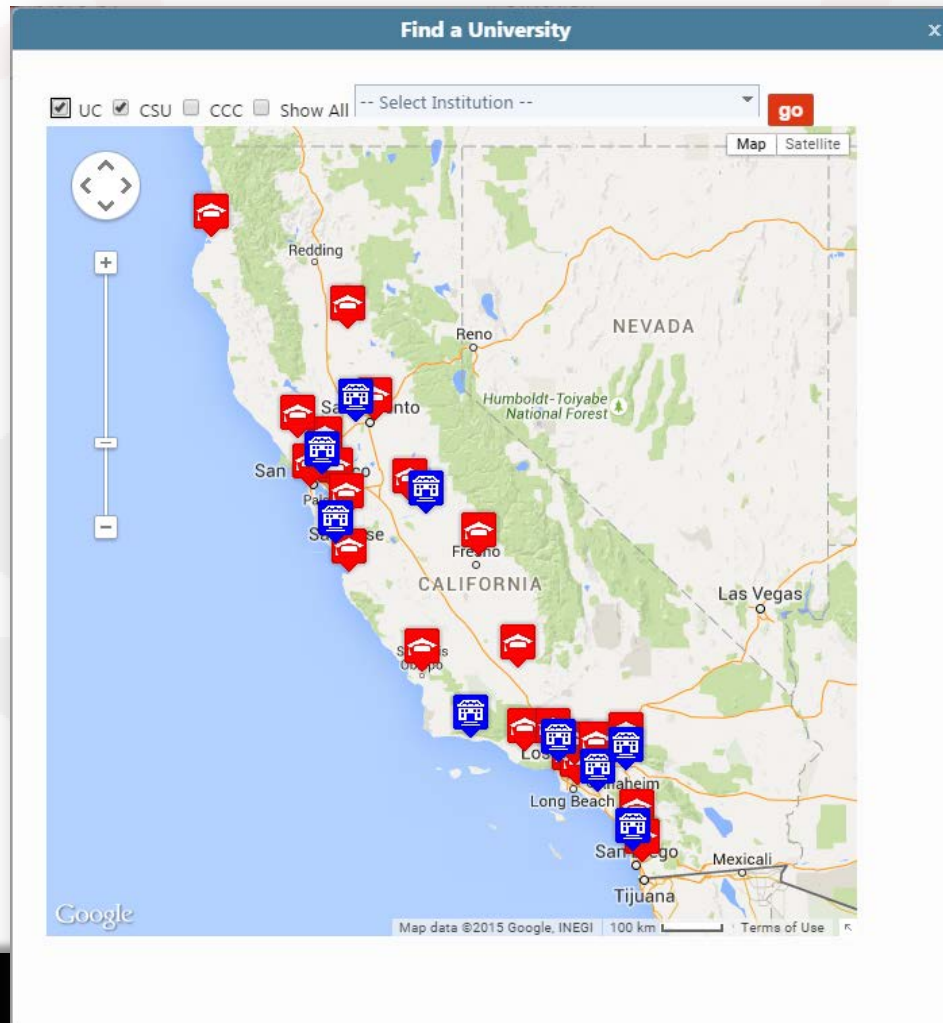 Find a University x
UC CSU CCC Show All -- Select Institution -- go
Map Satellite
Redding
Reno
NEVADA
Humboldt-Toiyabe
National Forest
San
Fresno
CALIFORNIA
Las Vegas
Long Beach
Mexicali
Tijuana
Google
Map data ©2015 Google, INEGI 100 km Terms of Use